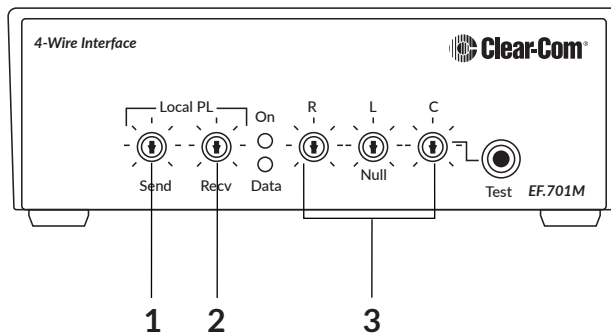 4-Wire Interface
Clear-Com®
Local PL
On
R L C
Send Recv Data
Null
Test
EF.701M
1 2 3